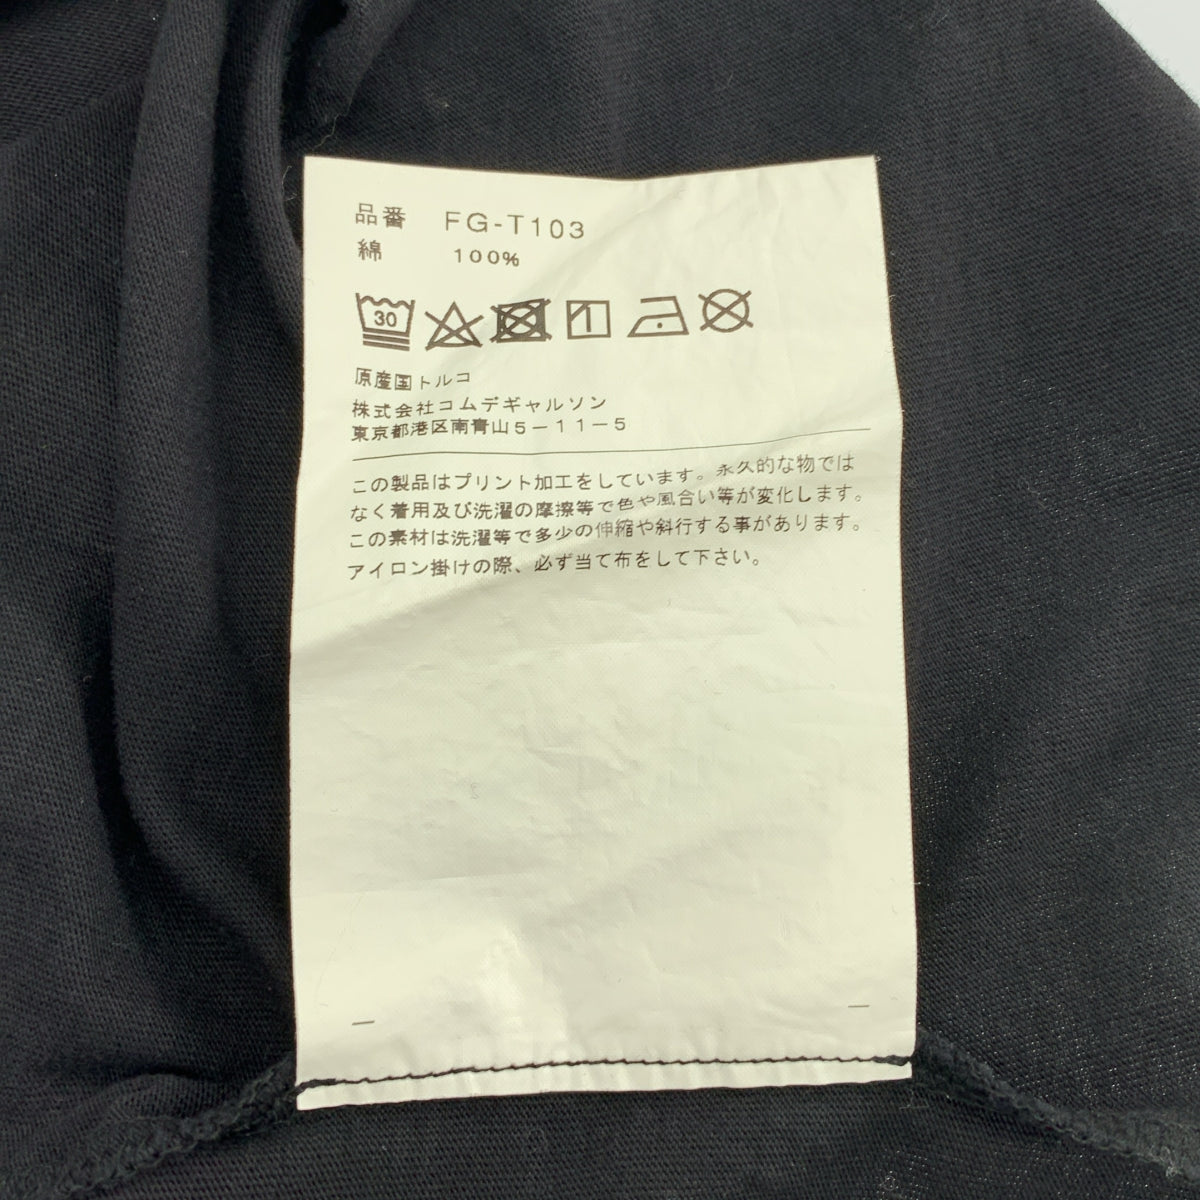 品番 FG-T103
綿 100%
30
原産国トルコ
株式会社コムデギャルソン
東京都港区南青山5-11-5
この製品はプリント加工をしています。永久的な物では
なく着用及び洗濯の摩擦等で色や風合い等が変化します。
この素材は洗濯等で多少の伸縮や斜行する事があります。
アイロン掛けの際、必ず当て布をして下さい。